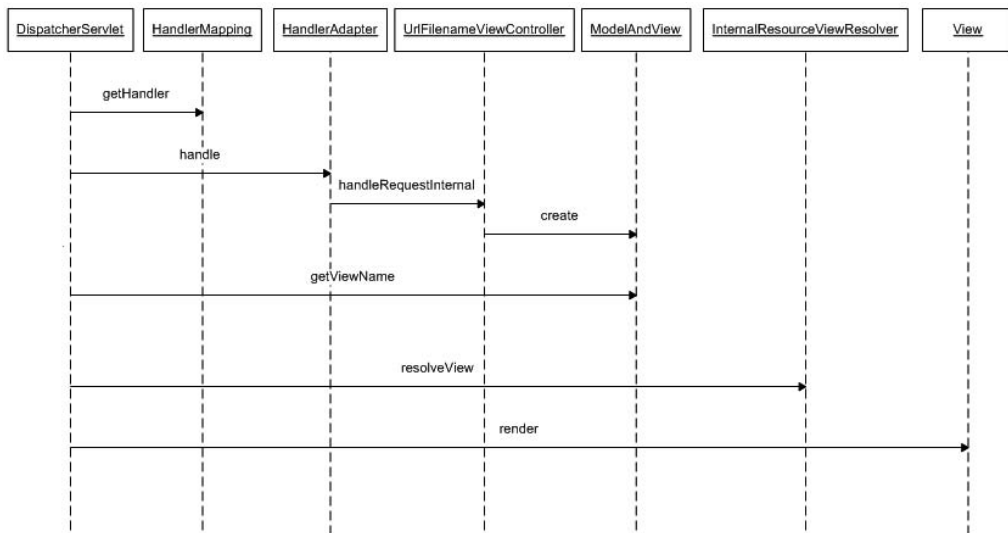 DispatcherServlet
HandlerMapping
HandlerAdapter
UrlFilenameViewController
ModelAndView
InternalResourceViewResolver
View
getHandler
handle
handleRequestInternal
create
getViewName
resolveView
render